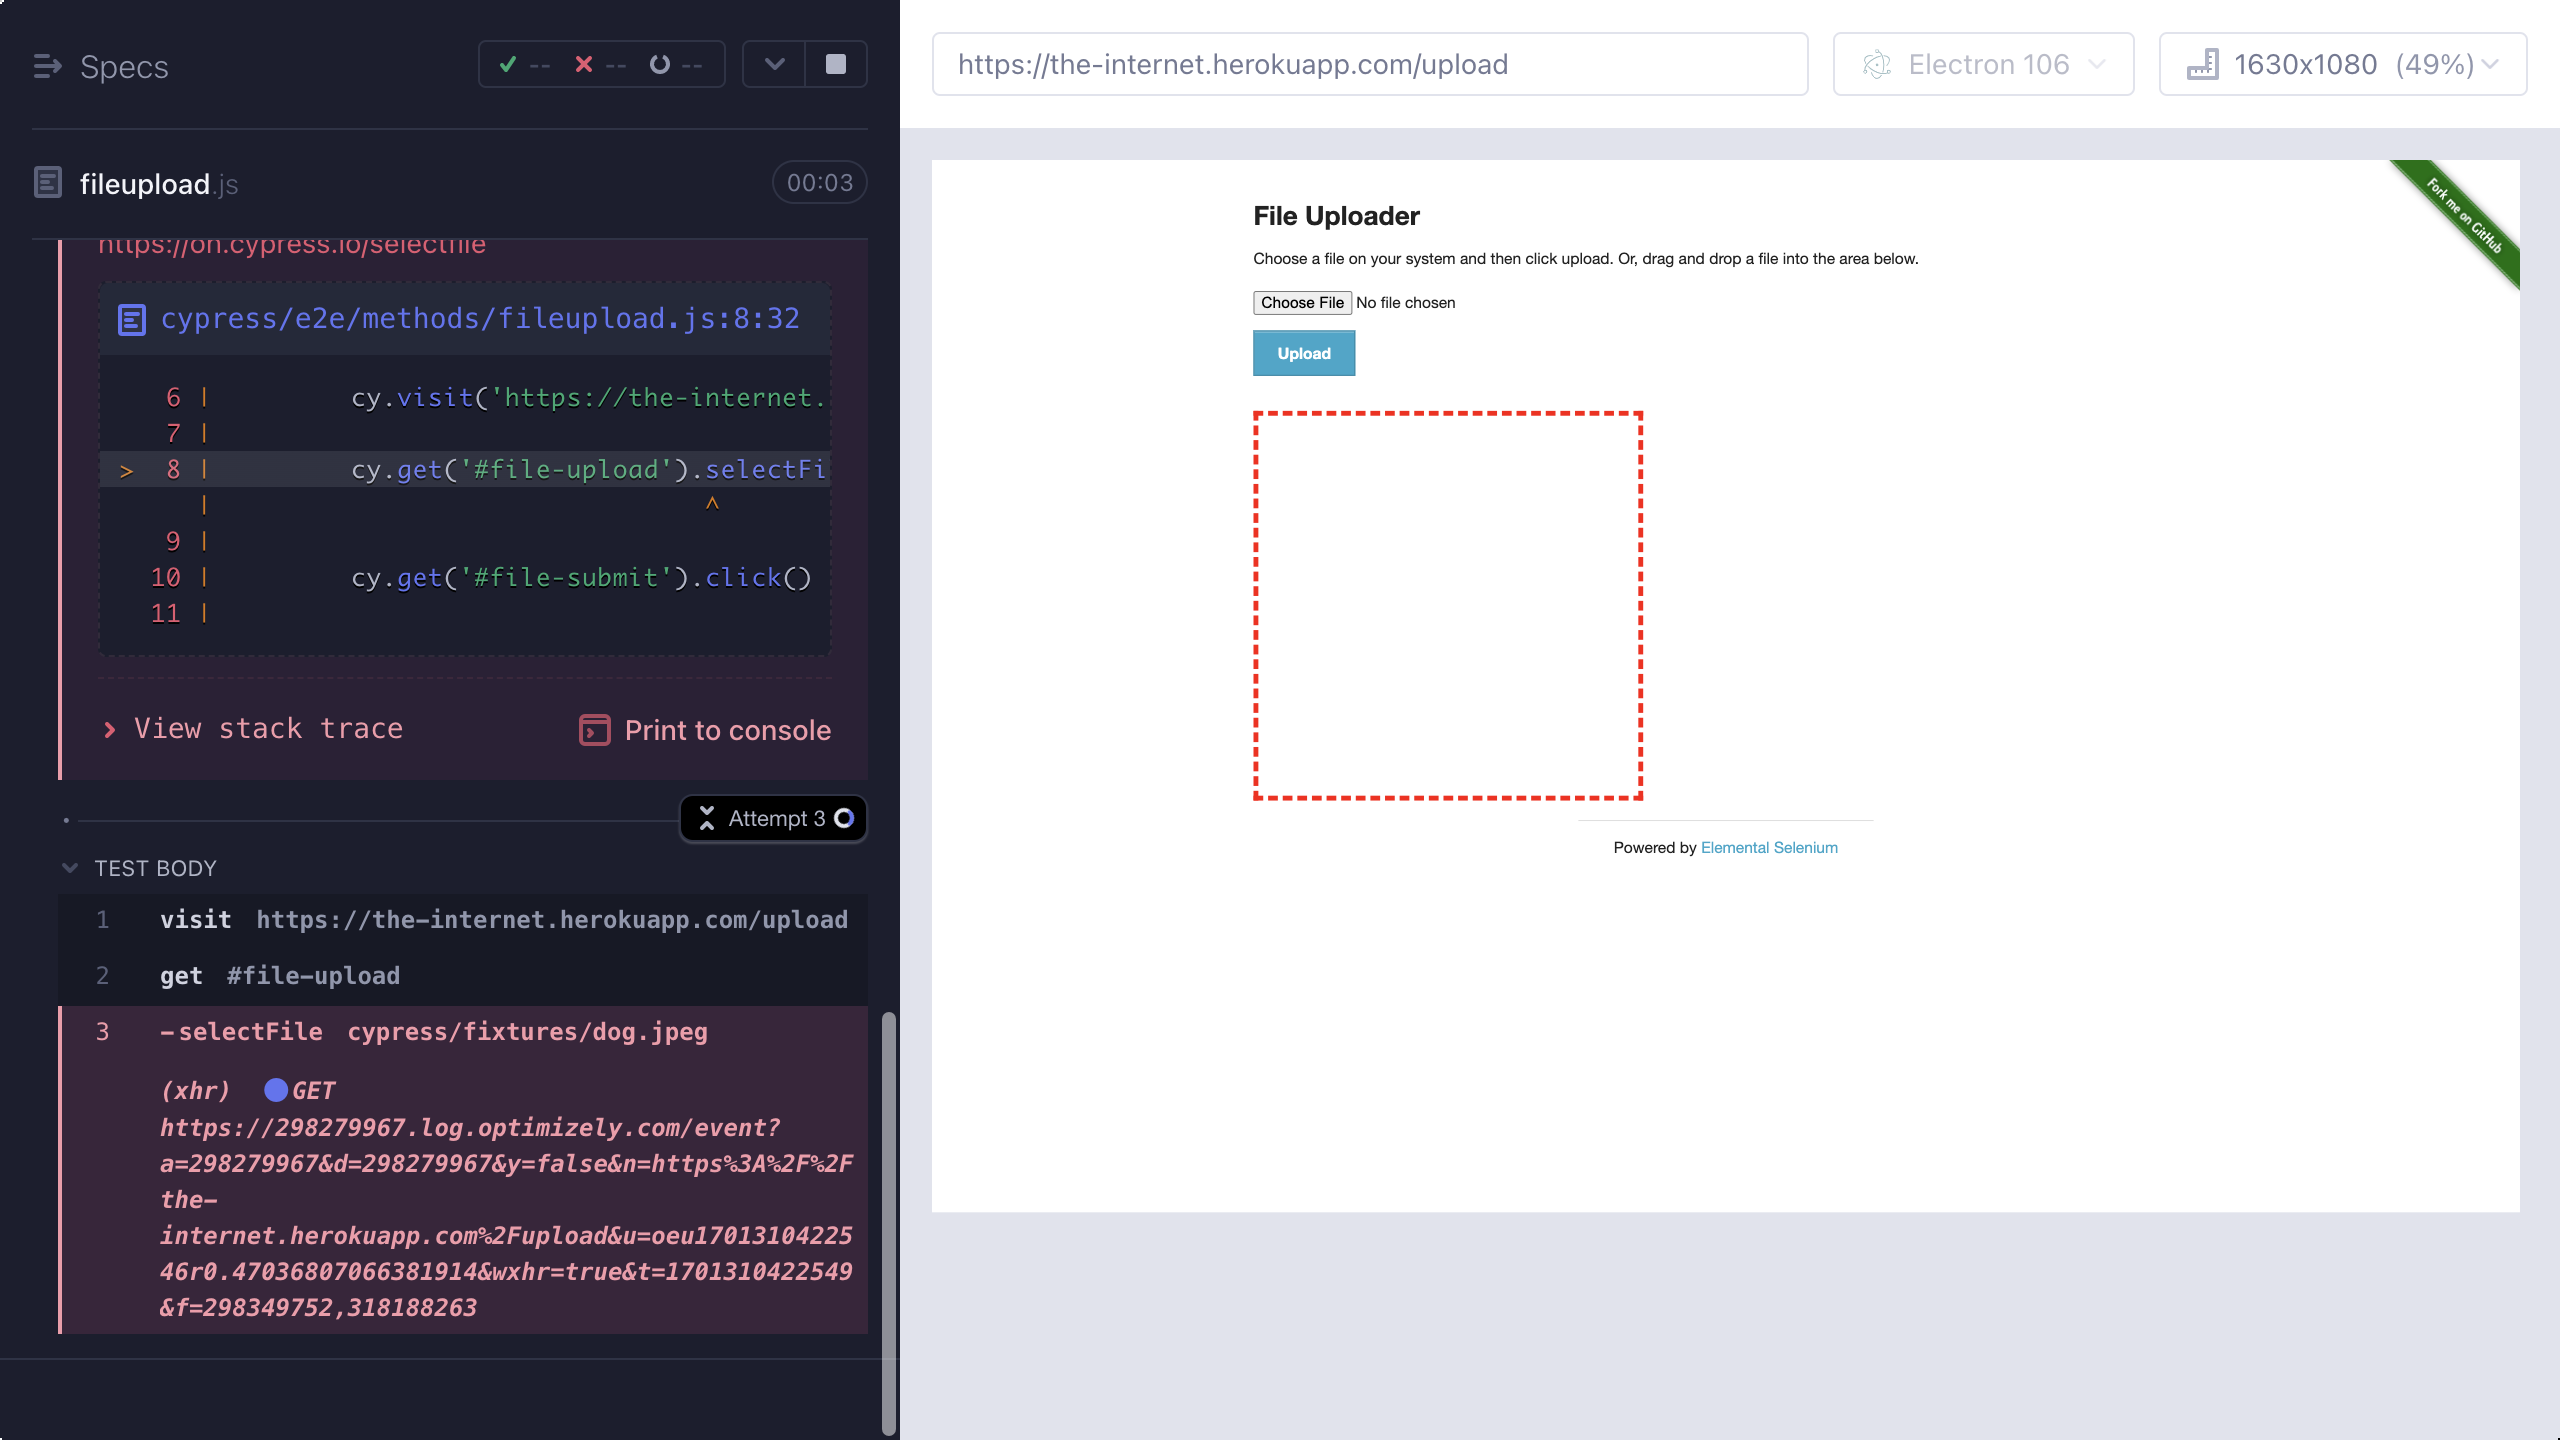 Specs
-- -- --
fileupload.js
00:03
https://on.cypress.io/selectfile
cypress/e2e/methods/fileupload.js:8:32
6 | cy.visit('https://the-internet.
7 |
> 8 | cy.get('#file-upload').selectFi
| ^
9 |
10 | cy.get('#file-submit').click()
11 |
View stack trace
Print to console
Attempt 3
TEST BODY
1 visit https://the-internet.herokuapp.com/upload
2 get #file-upload
3 -selectFile cypress/fixtures/dog.jpeg
(xhr) GET
https://298279967.log.optimizely.com/event?
a=298279967&d=298279967&y=false&n=https%3A%2F%2F
the-
internet.herokuapp.com%2Fupload&u=oeu17013104225
46r0.47036807066381914&wxhr=true&t=1701310422549
&f=298349752,318188263
https://the-internet.herokuapp.com/upload
Electron 106
1630x1080 (49%)
Fork me on GitHub
File Uploader
Choose a file on your system and then click upload. Or, drag and drop a file into the area below.
Choose File No file chosen
Upload
Powered by Elemental Selenium